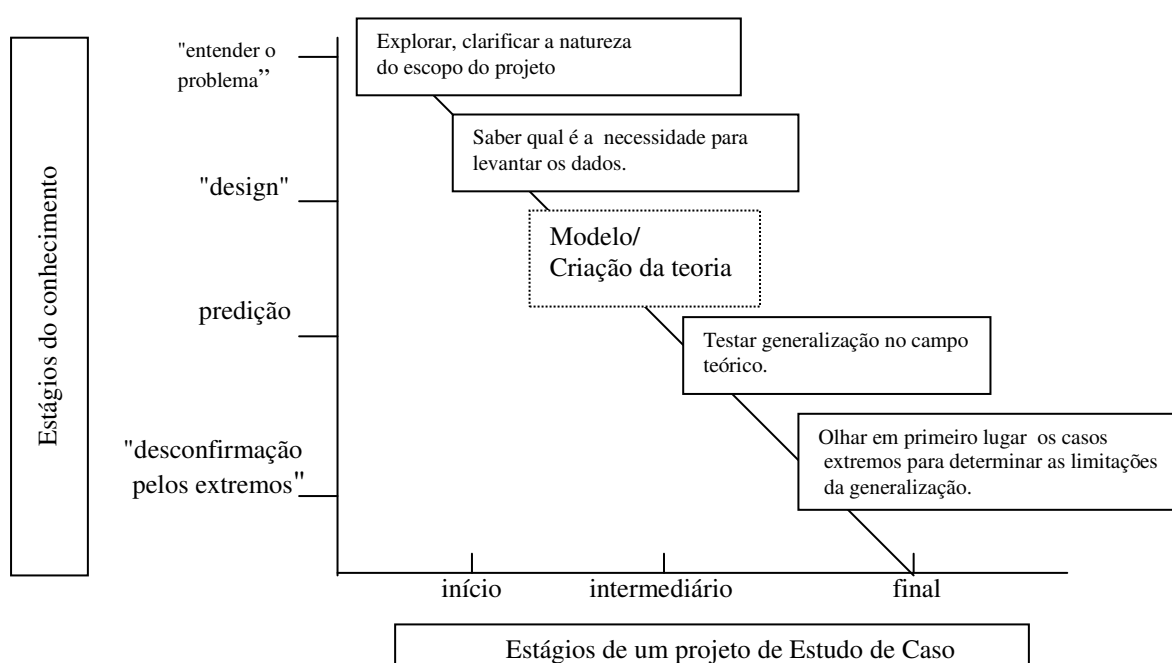 "entender o
problema”
Explorar, clarificar a natureza
do escopo do projeto
Saber qual é a necessidade para
levantar os dados.
"design"
Modelo/
Criação da teoria
predição
Testar generalização no campo
teórico.
"desconfirmação
pelos extremos"
Olhar em primeiro lugar os casos
extremos para determinar as limitações
da generalização.
Estágios do conhecimento
início
intermediário
final
Estágios de um projeto de Estudo de Caso